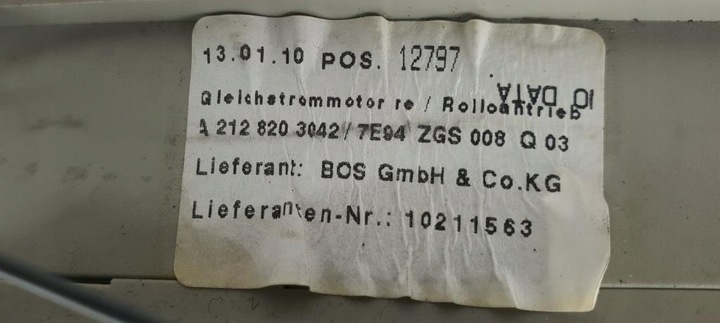 13.01.10 POS. 12797
IO DATA
Gleichstrommotor re / Rolloantrieb
A 212 820 3042/7E94 ZGS 008 Q 03
Lieferant: BOS GmbH & Co.KG
Lieferanten-Nr.: 10211563